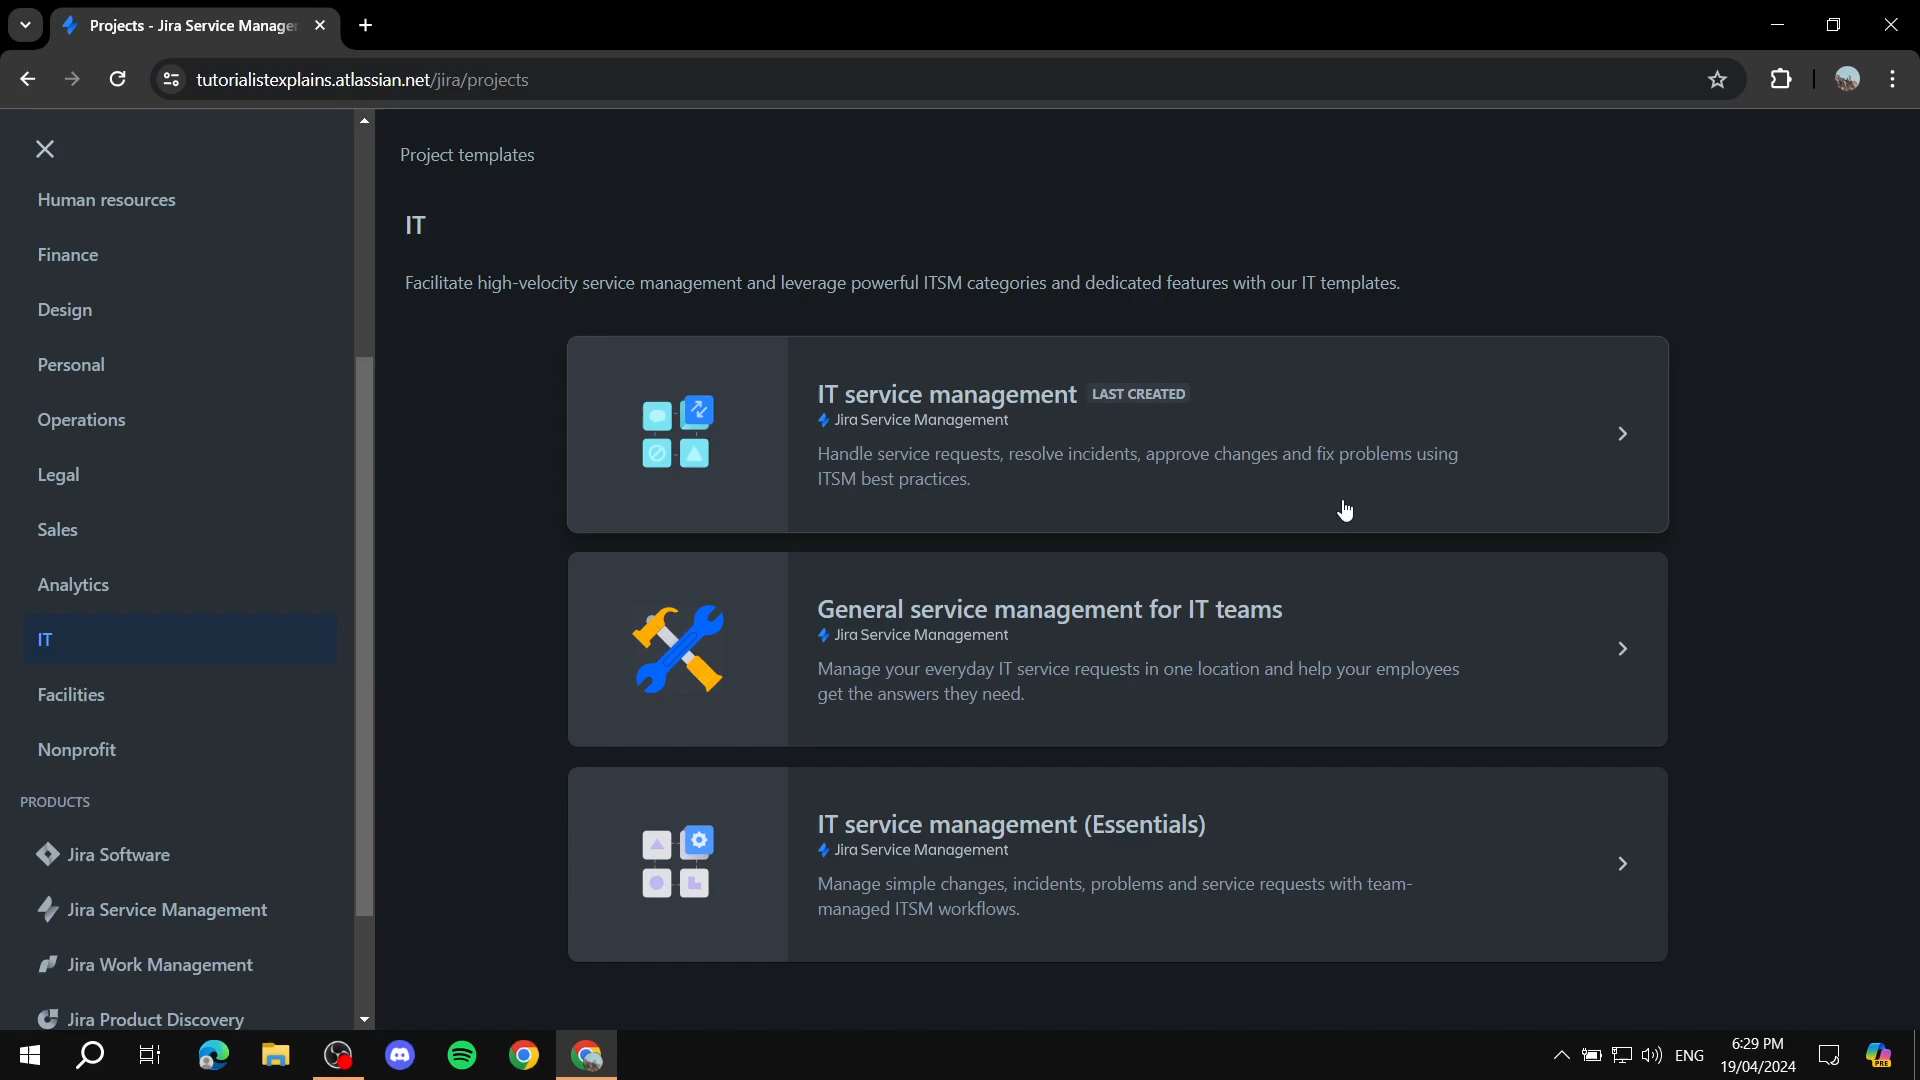 Projects - Jira Service Manage
tutorialistexplains.atlassian.net/jira/projects
Human resources
Finance
Design
Personal
Operations
Legal
Sales
Analytics
IT
Facilities
Nonprofit
PRODUCTS
Jira Software
Jira Service Management
Jira Work Management
Jira Product Discovery
Project templates
IT
Facilitate high-velocity service management and leverage powerful ITSM categories and dedicated features with our IT templates.
IT service management LAST CREATED
Jira Service Management
Handle service requests, resolve incidents, approve changes and fix problems using
ITSM best practices.
General service management for IT teams
Jira Service Management
Manage your everyday IT service requests in one location and help your employees
get the answers they need.
IT service management (Essentials)
Jira Service Management
Manage simple changes, incidents, problems and service requests with team-
managed ITSM workflows.
ENG
6:29 PM
19/04/2024
PRE